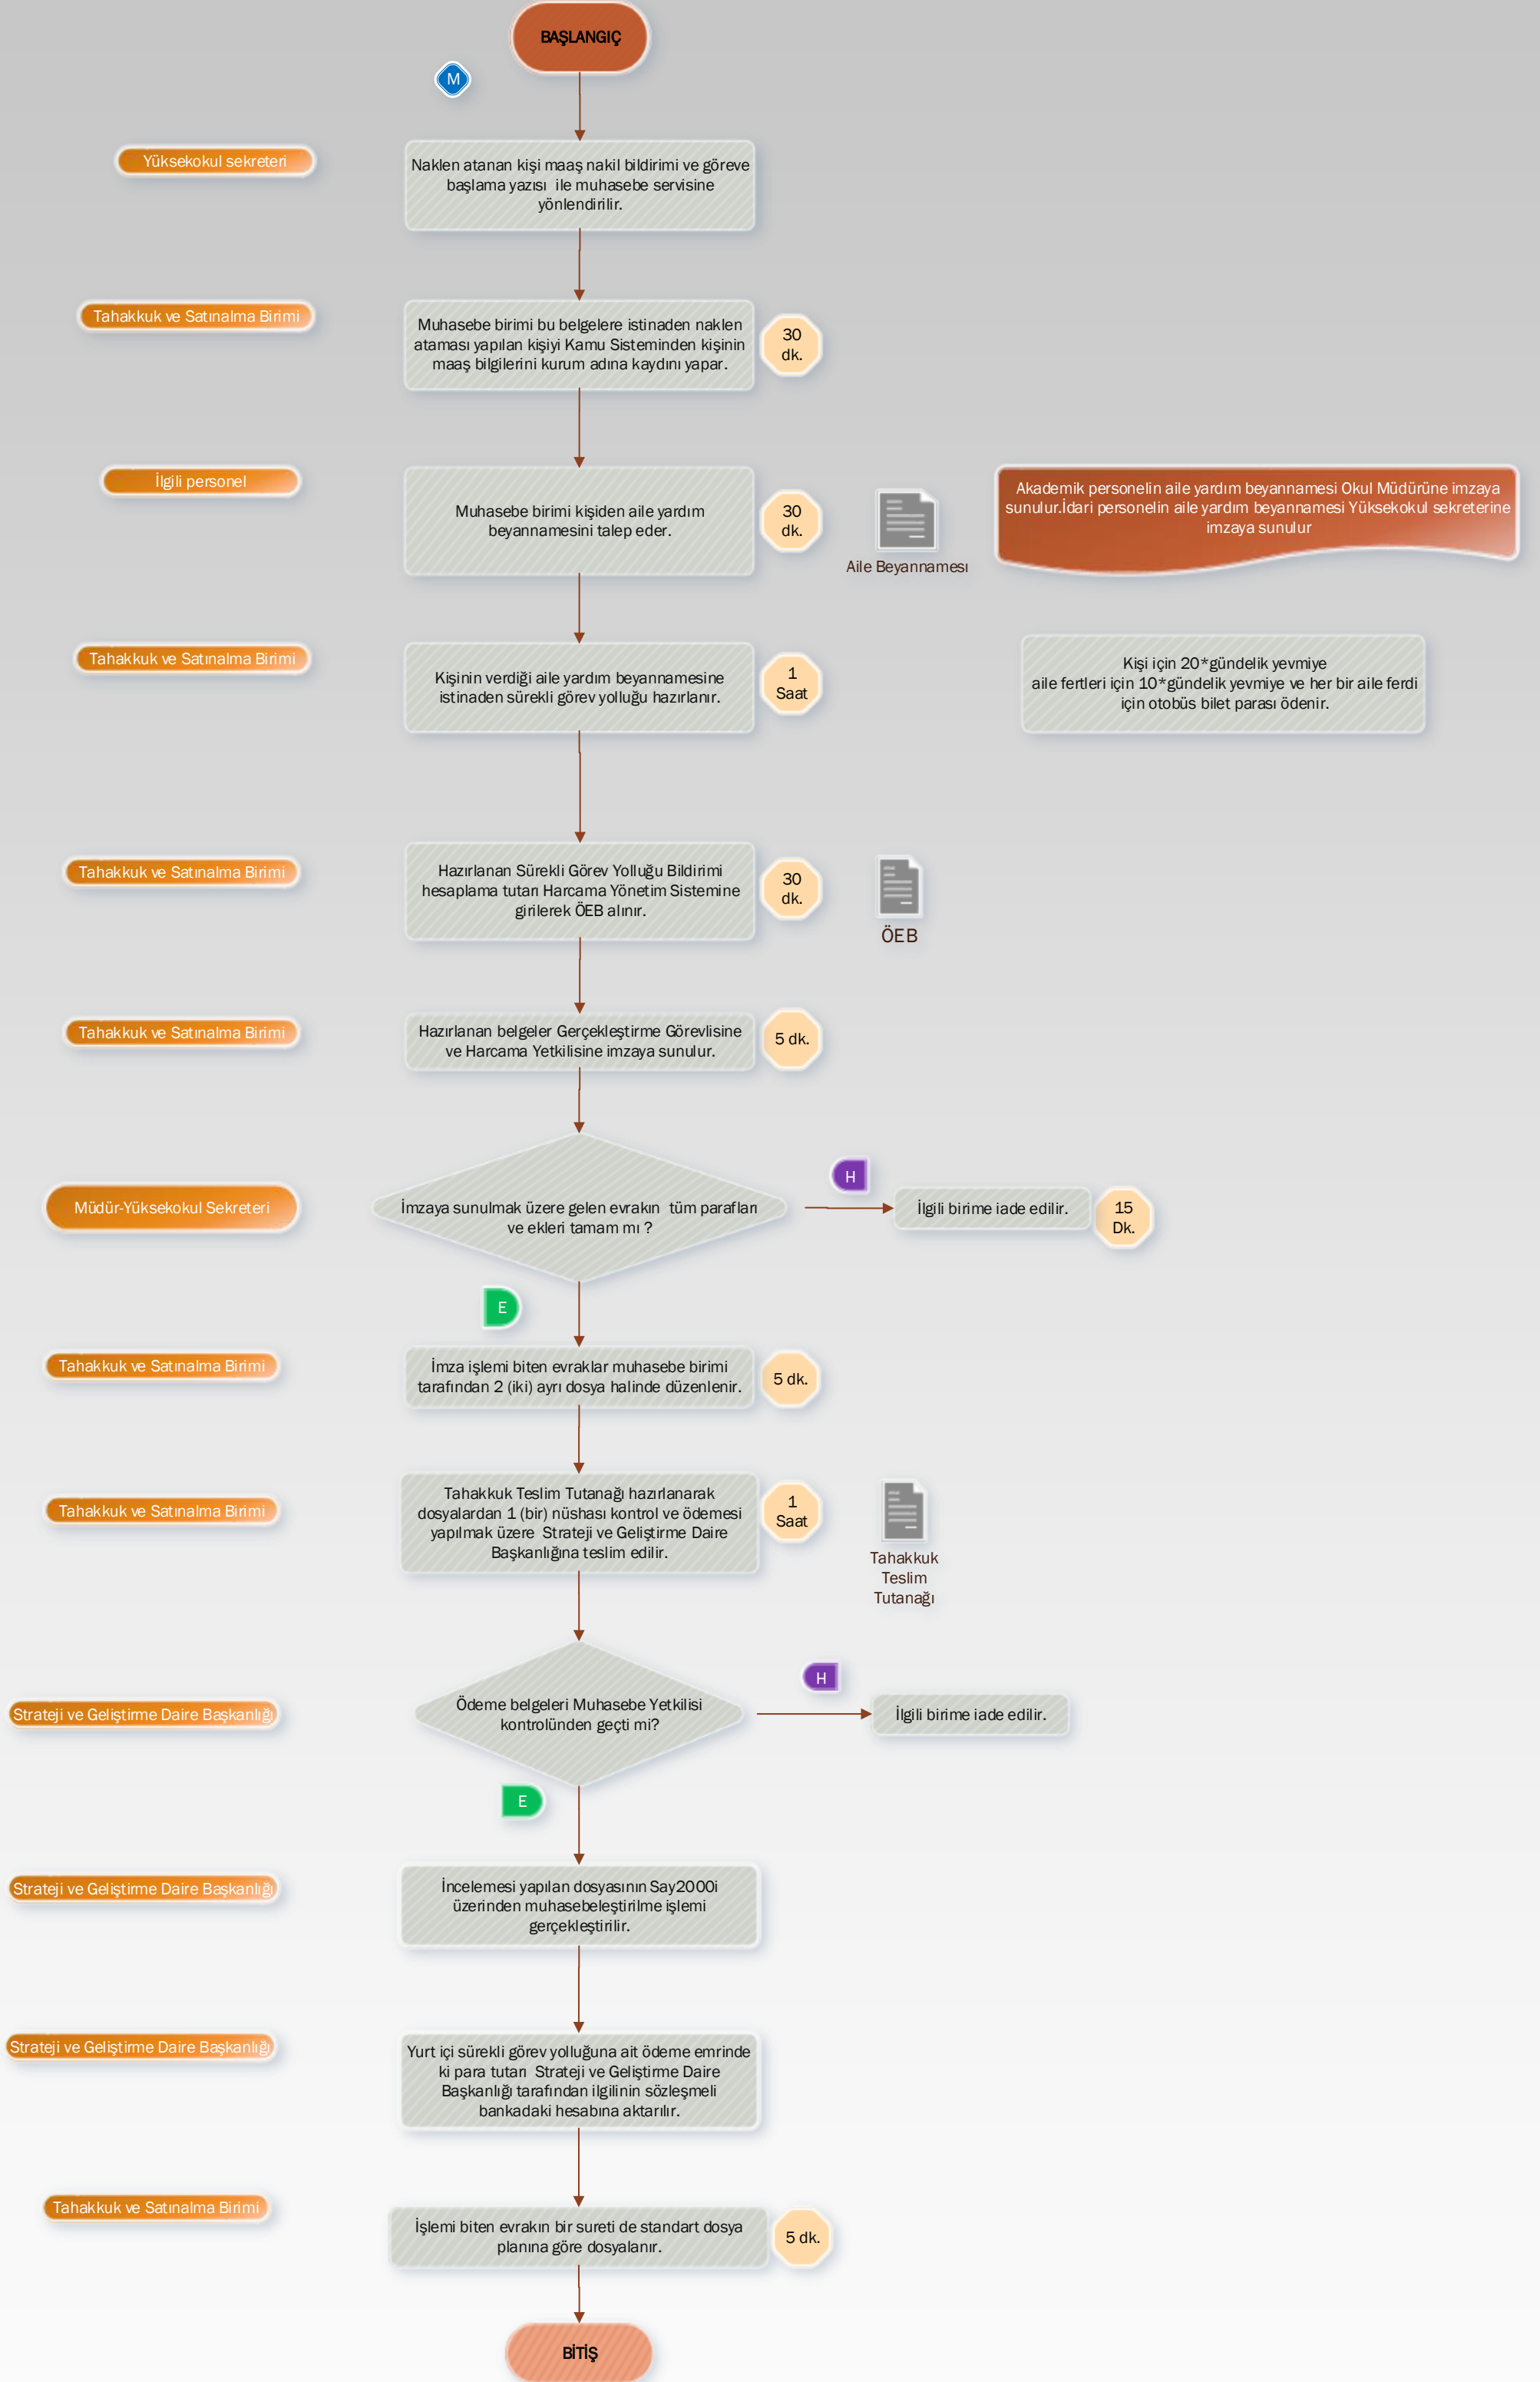 BAŞLANGIÇ
M
Yüksekokul sekreteri
Naklen atanan kişi maaş nakil bildirimi ve göreve
başlama yazısı ile muhasebe servisine
yönlendirilir.
Tahakkuk ve Satınalma Birimi
Muhasebe birimi bu belgelere istinaden naklen
ataması yapılan kişiyi Kamu Sisteminden kişinin
maaş bilgilerini kurum adına kaydını yapar.
30
dk.
İlgili personel
Muhasebe birimi kişiden aile yardım
beyannamesini talep eder.
30
dk.
Aile Beyannamesı
Akademik personelin aile yardım beyannamesi Okul Müdürüne imzaya
sunulur.İdari personelin aile yardım beyannamesi Yüksekokul sekreterine
imzaya sunulur
Tahakkuk ve Satınalma Birimi
Kişinin verdiği aile yardım beyannamesine
istinaden sürekli görev yolluğu hazırlanır.
1
Saat
Kişi için 20*gündelik yevmiye
aile fertleri için 10*gündelik yevmiye ve her bir aile ferdi
için otobüs bilet parası ödenir.
Tahakkuk ve Satınalma Birimi
Hazırlanan Sürekli Görev Yolluğu Bildirimi
hesaplama tutarı Harcama Yönetim Sistemine
girilerek ÖEB alınır.
30
dk.
ÖEB
Tahakkuk ve Satınalma Birimi
Hazırlanan belgeler Gerçekleştirme Görevlisine
ve Harcama Yetkilisine imzaya sunulur.
5 dk.
Müdür-Yüksekokul Sekreteri
İmzaya sunulmak üzere gelen evrakın tüm parafları
ve ekleri tamam mı ?
H
İlgili birime iade edilir.
15
Dk.
E
Tahakkuk ve Satınalma Birimi
İmza işlemi biten evraklar muhasebe birimi
tarafından 2 (iki) ayrı dosya halinde düzenlenir.
5 dk.
Tahakkuk ve Satınalma Birimi
Tahakkuk Teslim Tutanağı hazırlanarak
dosyalardan 1 (bir) nüshası kontrol ve ödemesi
yapılmak üzere Strateji ve Geliştirme Daire
Başkanlığına teslim edilir.
1
Saat
Tahakkuk
Teslim
Tutanağı
Strateji ve Geliştirme Daire Başkanlığı
Ödeme belgeleri Muhasebe Yetkilisi
kontrolünden geçti mi?
H
İlgili birime iade edilir.
E
Strateji ve Geliştirme Daire Başkanlığı
İncelemesi yapılan dosyasının Say2000i
üzerinden muhasebeleştirilme işlemi
gerçekleştirilir.
Strateji ve Geliştirme Daire Başkanlığı
Yurt içi sürekli görev yolluğuna ait ödeme emrinde
ki para tutarı Strateji ve Geliştirme Daire
Başkanlığı tarafından ilgilinin sözleşmeli
bankadaki hesabına aktarılır.
Tahakkuk ve Satınalma Birimi
İşlemi biten evrakın bir sureti de standart dosya
planına göre dosyalanır.
5 dk.
BİTİŞ